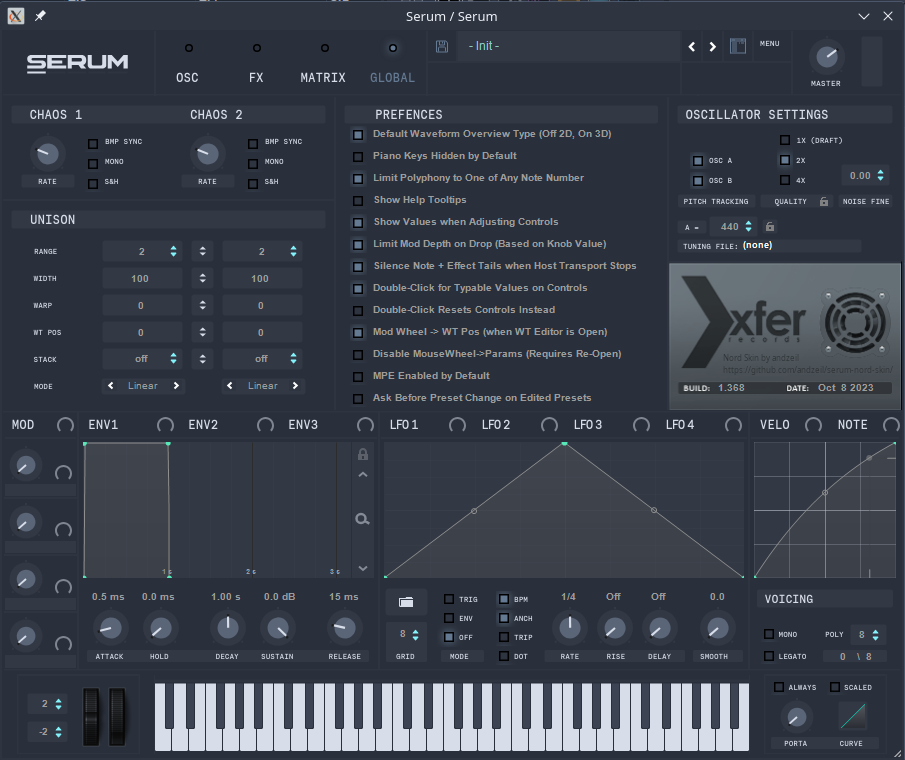 Serum / Serum
SERUM
OSC FX MATRIX GLOBAL
- Init -
MENU
MASTER
CHAOS 1 CHAOS 2
BMP SYNC
MONO
S&H
RATE
BMP SYNC
MONO
S&H
RATE
UNISON
RANGE 2 2
WIDTH 100 100
WARP 0 0
WT POS 0 0
STACK off off
MODE Linear Linear
PREFENCES
Default Waveform Overview Type (Off 2D, On 3D)
Piano Keys Hidden by Default
Limit Polyphony to One of Any Note Number
Show Help Tooltips
Show Values when Adjusting Controls
Limit Mod Depth on Drop (Based on Knob Value)
Silence Note + Effect Tails when Host Transport Stops
Double-Click for Typable Values on Controls
Double-Click Resets Controls Instead
Mod Wheel -> WT Pos (when WT Editor is Open)
Disable MouseWheel->Params (Requires Re-Open)
MPE Enabled by Default
Ask Before Preset Change on Edited Presets
OSCILLATOR SETTINGS
1X (DRAFT)
OSC A 2X
OSC B 4X
0.00
PITCH TRACKING QUALITY NOISE FINE
A = 440
TUNING FILE: (none)
xfer
records
Nord Skin by andzeil
https://github.com/andzeil/serum-nord-skin/
BUILD: 1.368 DATE: Oct 8 2023
MOD ENV1 ENV2 ENV3 LFO1 LFO2 LFO3 LFO4 VELO NOTE
1s 2s 3s
0.5 ms 0.0 ms 1.00 s 0.0 dB 15 ms
ATTACK HOLD DECAY SUSTAIN RELEASE
8
GRID
TRIG
ENV
OFF
MODE
BPM
ANCH
TRIP
DOT
1/4 Off Off 0.0
RATE RISE DELAY SMOOTH
VOICING
MONO POLY 8
LEGATO 0 \ 8
2
-2
ALWAYS SCALED
PORTA CURVE